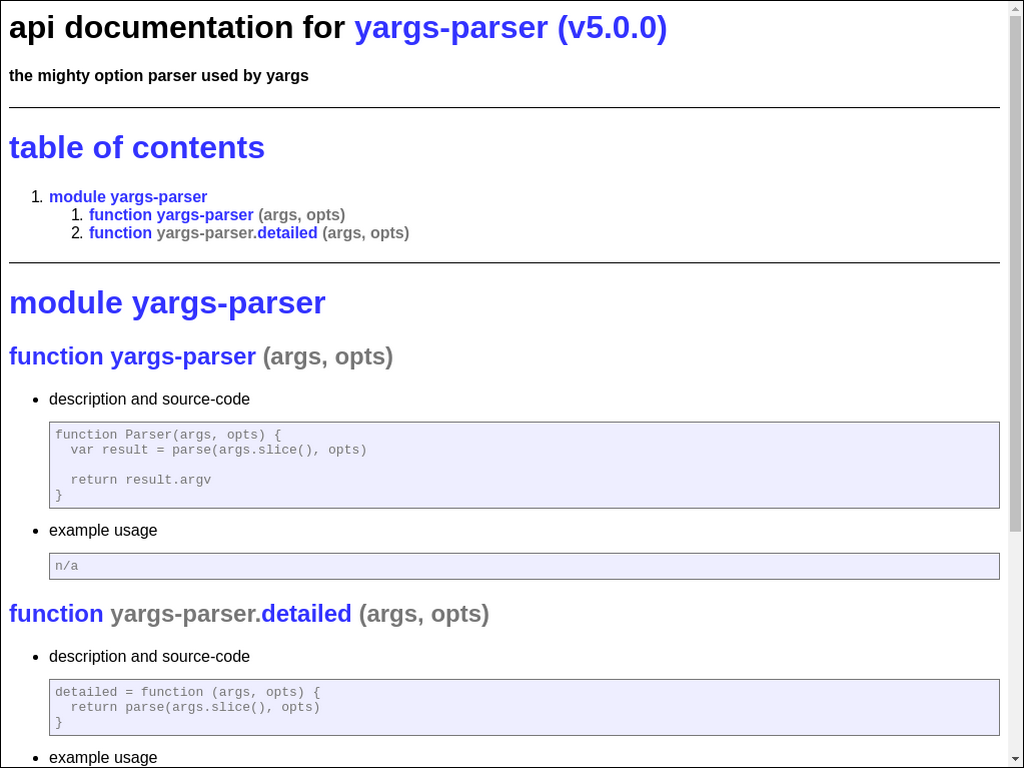 api documentation for yargs-parser (v5.0.0)
the mighty option parser used by yargs
table of contents
1. module yargs-parser
1. function yargs-parser (args, opts)
2. function yargs-parser.detailed (args, opts)
module yargs-parser
function yargs-parser (args, opts)
• description and source-code
function Parser(args, opts) {
  var result = parse(args.slice(), opts)
  return result.argv
}
• example usage
n/a
function yargs-parser.detailed (args, opts)
• description and source-code
detailed = function (args, opts) {
  return parse(args.slice(), opts)
}
• example usage